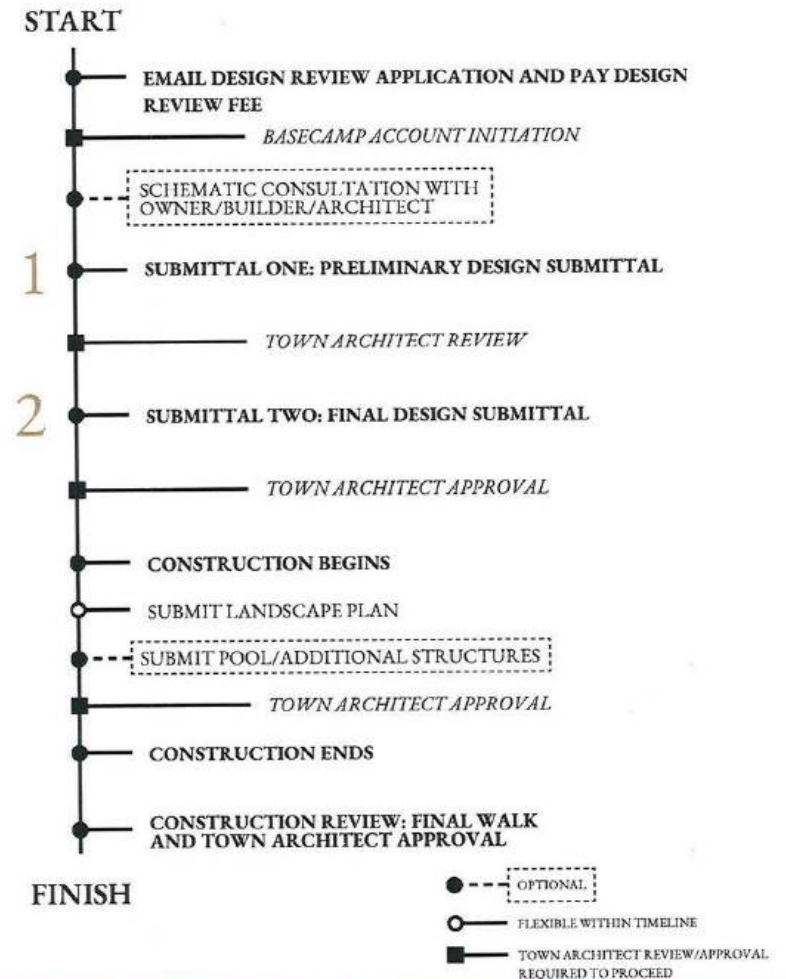 START
EMAIL DESIGN REVIEW APPLICATION AND PAY DESIGN
REVIEW FEE
BASECAMP ACCOUNT INITIATION
SCHEMATIC CONSULTATION WITH
OWNER/BUILDER/ARCHITECT
1
SUBMITTAL ONE: PRELIMINARY DESIGN SUBMITTAL
TOWN ARCHITECT REVIEW
2
SUBMITTAL TWO: FINAL DESIGN SUBMITTAL
TOWN ARCHITECT APPROVAL
CONSTRUCTION BEGINS
SUBMIT LANDSCAPE PLAN
SUBMIT POOL/ADDITIONAL STRUCTURES
TOWN ARCHITECT APPROVAL
CONSTRUCTION ENDS
CONSTRUCTION REVIEW: FINAL WALK
AND TOWN ARCHITECT APPROVAL
FINISH
OPTIONAL
FLEXIBLE WITHIN TIMELINE
TOWN ARCHITECT REVIEW/APPROVAL
REQUIRED TO PROCEED